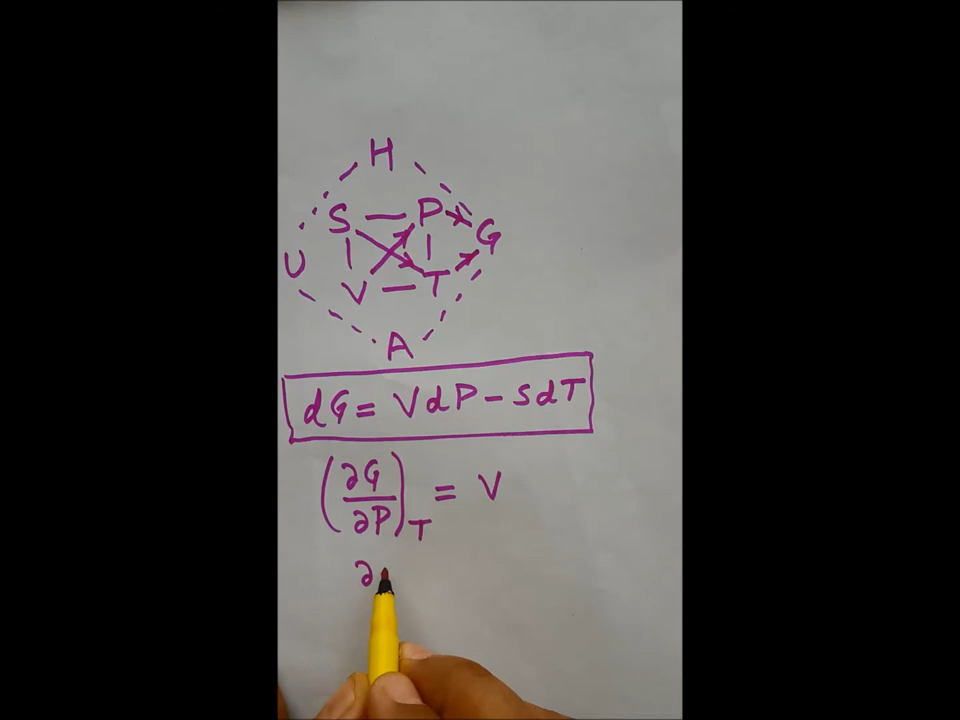 H
S P
G
U
V T
A
dG = VdP - SdT
(∂G/∂P)_T = V
∂